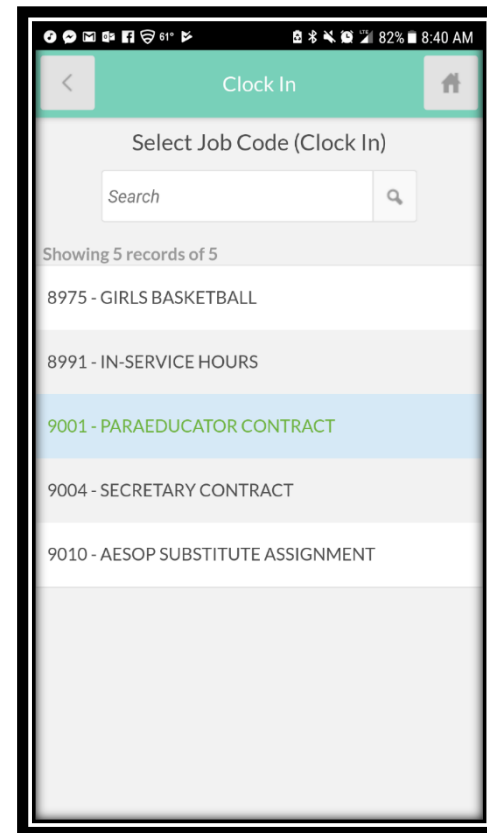 61° 82% 8:40 AM
Clock In
Select Job Code (Clock In)
Search
Showing 5 records of 5
8975 - GIRLS BASKETBALL
8991 - IN-SERVICE HOURS
9001 - PARAEDUCATOR CONTRACT
9004 - SECRETARY CONTRACT
9010 - AESOP SUBSTITUTE ASSIGNMENT